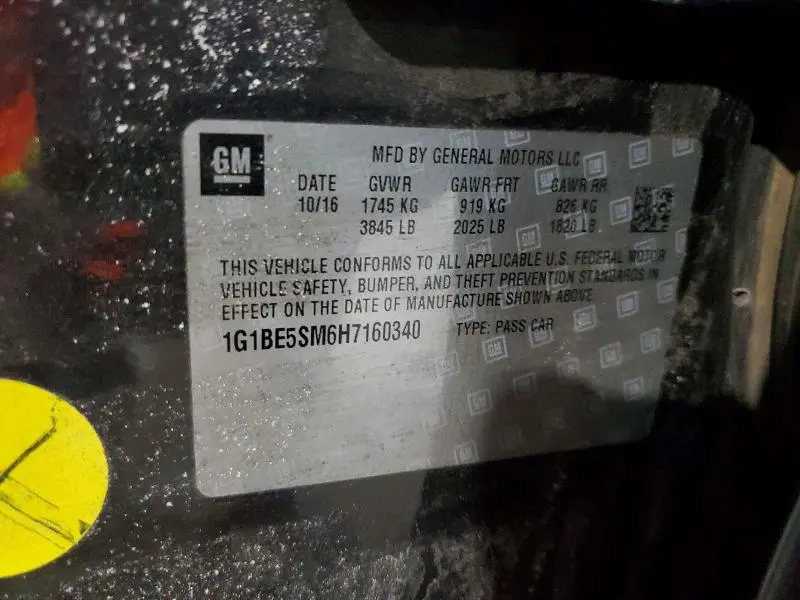 GM
MFD BY GENERAL MOTORS LLC
DATE GVWR GAWR FRT GAWR RR
10/16 1745 KG 919 KG 826 KG
3845 LB 2025 LB 1820 LB
THIS VEHICLE CONFORMS TO ALL APPLICABLE U.S. FEDERAL MOTOR
VEHICLE SAFETY, BUMPER, AND THEFT PREVENTION STANDARDS IN
EFFECT ON THE DATE OF MANUFACTURE SHOWN ABOVE
1G1BE5SM6H7160340 TYPE: PASS CAR